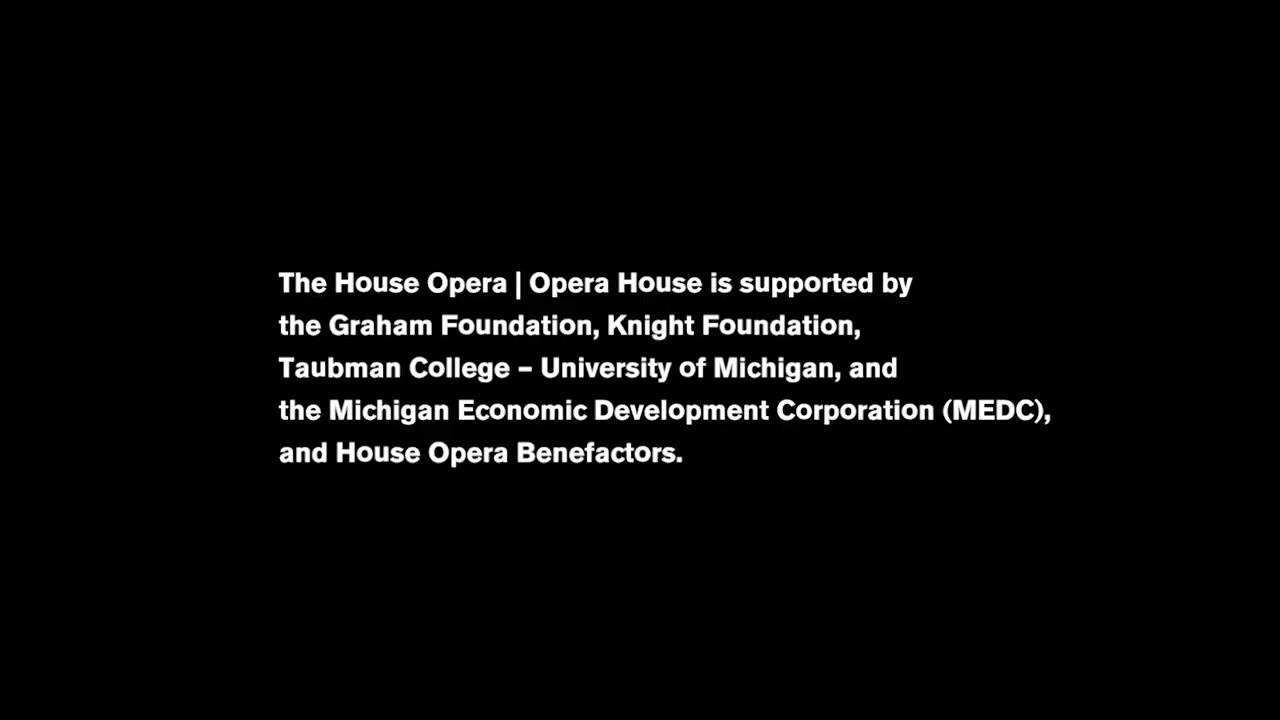 The House Opera | Opera House is supported by
the Graham Foundation, Knight Foundation,
Taubman College – University of Michigan, and
the Michigan Economic Development Corporation (MEDC),
and House Opera Benefactors.